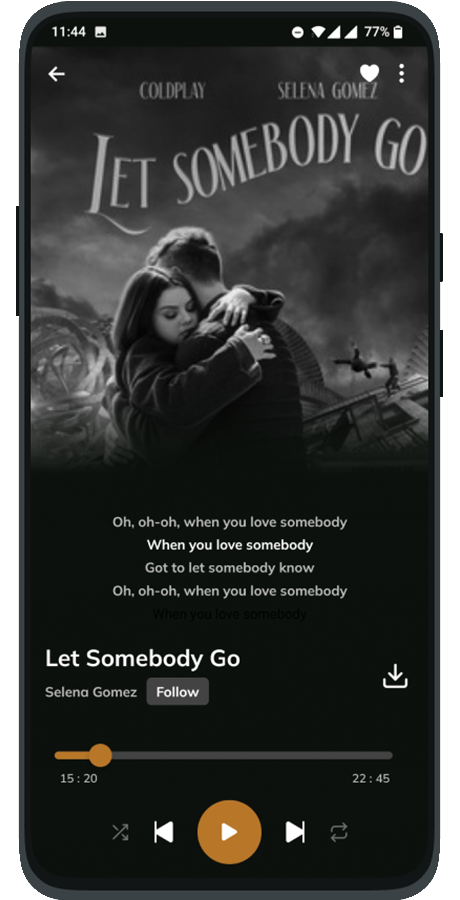 11:44
77%
COLDPLAY SELENA GOMEZ
LET SOMEBODY GO
Oh, oh-oh, when you love somebody
When you love somebody
Got to let somebody know
Oh, oh-oh, when you love somebody
When you love somebody
Let Somebody Go
Selena Gomez Follow
15 : 20 22 : 45